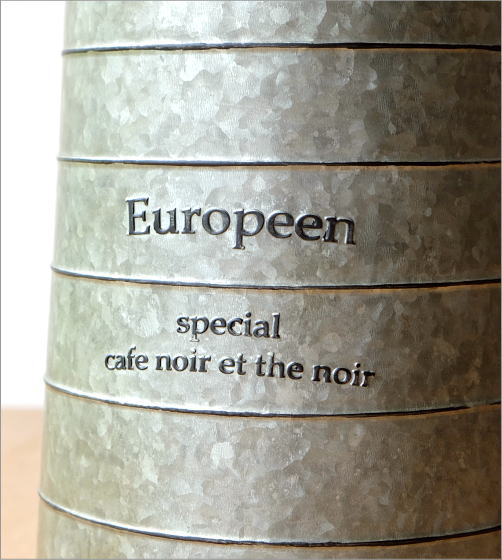 Europeen
special
cafe noir et the noir